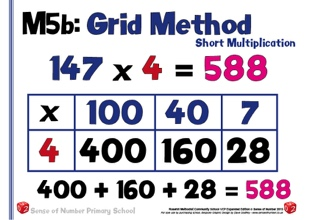 M5b: Grid Method
Short Multiplication
147 x 4 = 588
x 100 40 7
4 400 160 28
400 + 160 + 28 = 588
Sense of Number Primary School